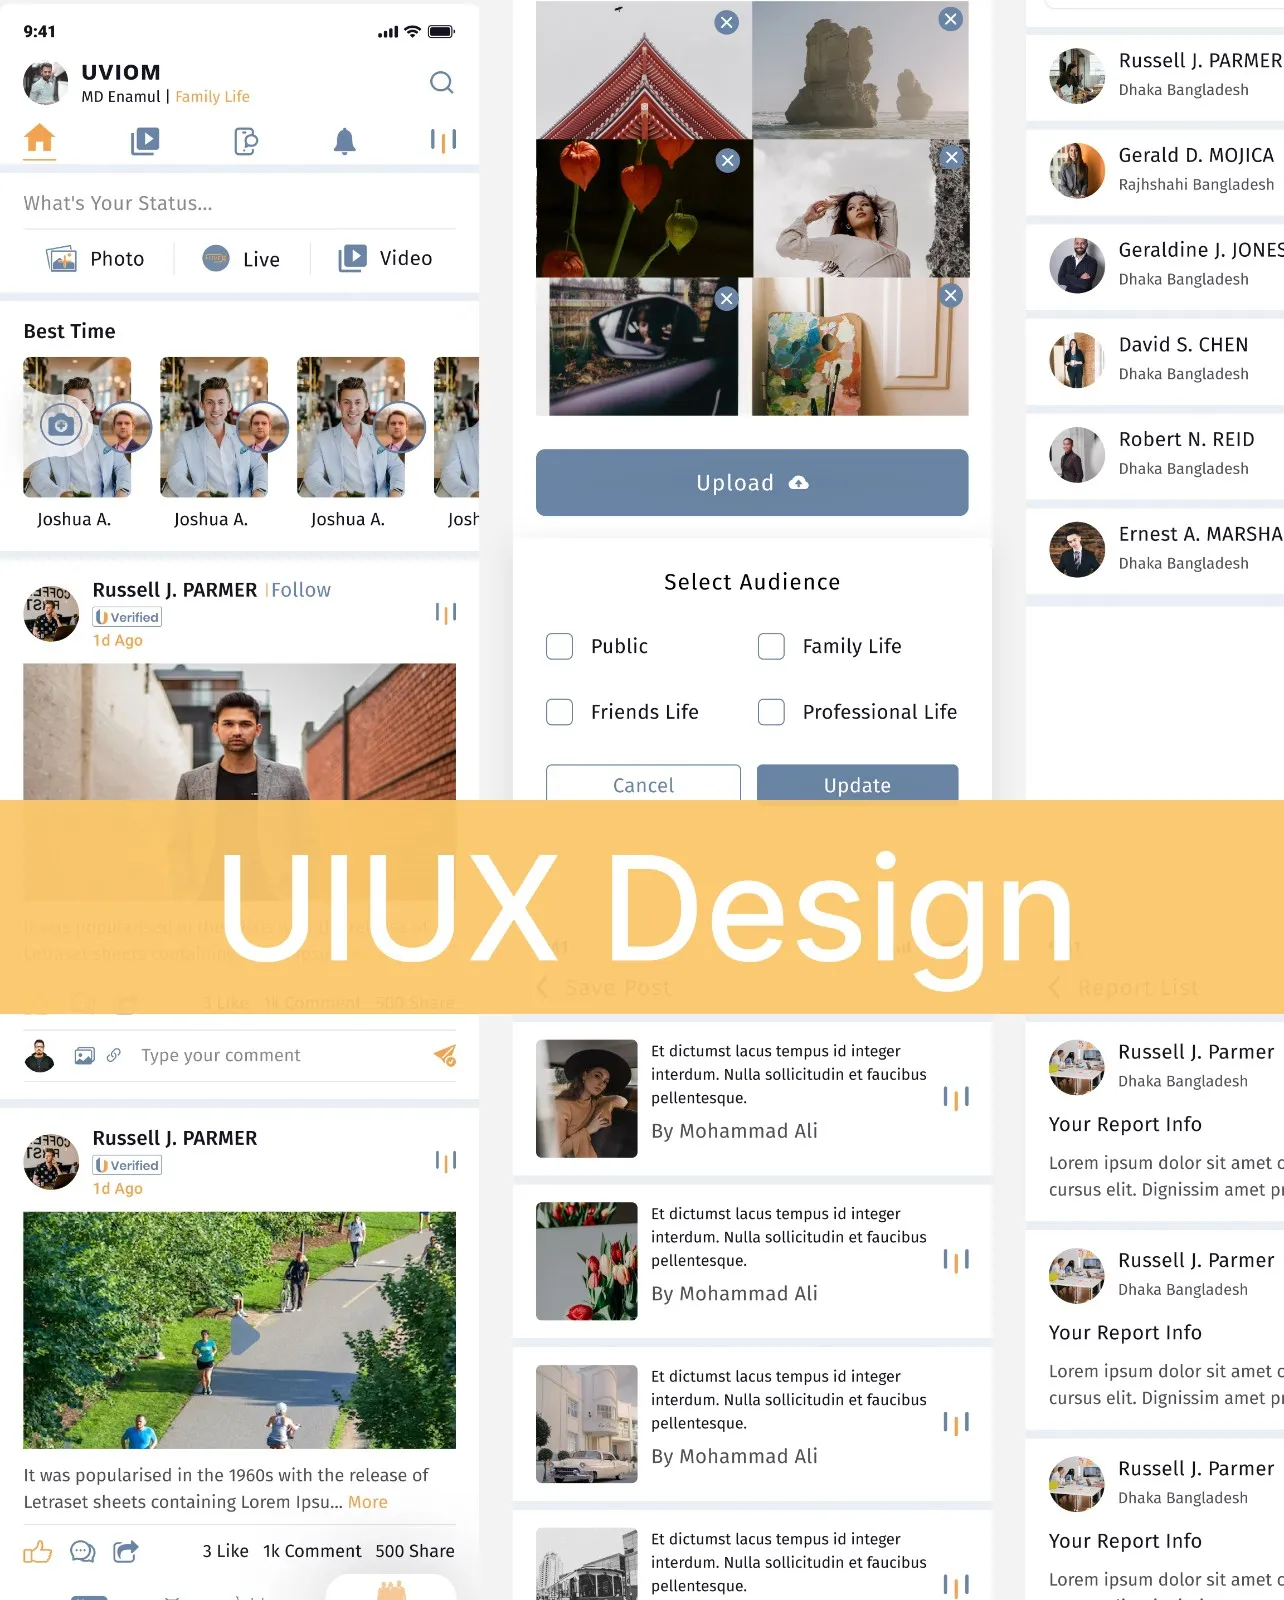 9:41
UVIOM
MD Enamul | Family Life
What's Your Status...
Photo
Live
Video
Best Time
Joshua A.
Joshua A.
Joshua A.
Josh
Russell J. PARMER |Follow
Verified
1d Ago
It was popularised in the 1960s with the release of
Letraset sheets containing
3 Like 1k Comment 500 Share
Type your comment
Russell J. PARMER
Verified
1d Ago
It was popularised in the 1960s with the release of
Letraset sheets containing Lorem Ipsu... More
3 Like 1k Comment 500 Share
Upload
Select Audience
Public
Family Life
Friends Life
Professional Life
Cancel
Update
UIUX Design
Save Post
Et dictumst lacus tempus id integer
interdum. Nulla sollicitudin et faucibus
pellentesque.
By Mohammad Ali
Et dictumst lacus tempus id integer
interdum. Nulla sollicitudin et faucibus
pellentesque.
By Mohammad Ali
Et dictumst lacus tempus id integer
interdum. Nulla sollicitudin et faucibus
pellentesque.
By Mohammad Ali
Et dictumst lacus tempus id integer
interdum. Nulla sollicitudin et faucibus
pellentesque.
Russell J. PARMER
Dhaka Bangladesh
Gerald D. MOJICA
Rajhshahi Bangladesh
Geraldine J. JONES
Dhaka Bangladesh
David S. CHEN
Dhaka Bangladesh
Robert N. REID
Dhaka Bangladesh
Ernest A. MARSHA
Dhaka Bangladesh
Report List
Russell J. Parmer
Dhaka Bangladesh
Your Report Info
Lorem ipsum dolor sit amet c
cursus elit. Dignissim amet pr
Russell J. Parmer
Dhaka Bangladesh
Your Report Info
Lorem ipsum dolor sit amet c
cursus elit. Dignissim amet pr
Russell J. Parmer
Dhaka Bangladesh
Your Report Info
Lorem ipsum dolor sit amet c